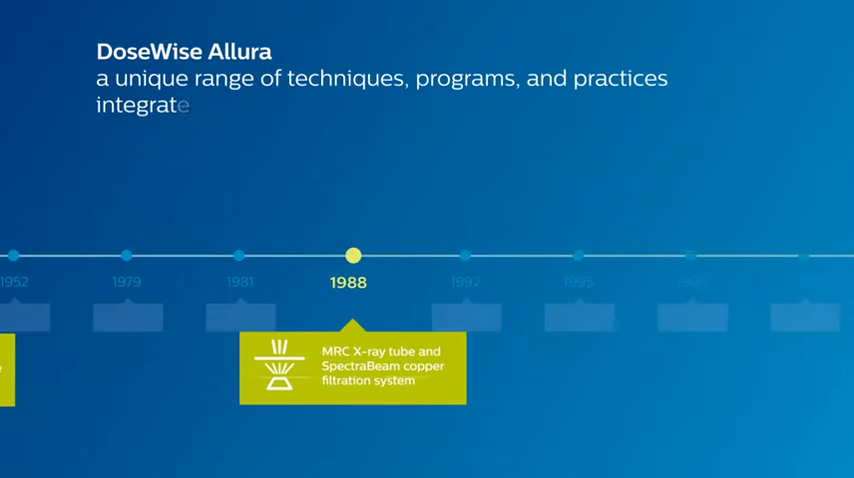 DoseWise Allura
a unique range of techniques, programs, and practices
integrate
1952 1979 1981 1988 1992 1995
MRC X-ray tube and
SpectraBeam copper
filtration system